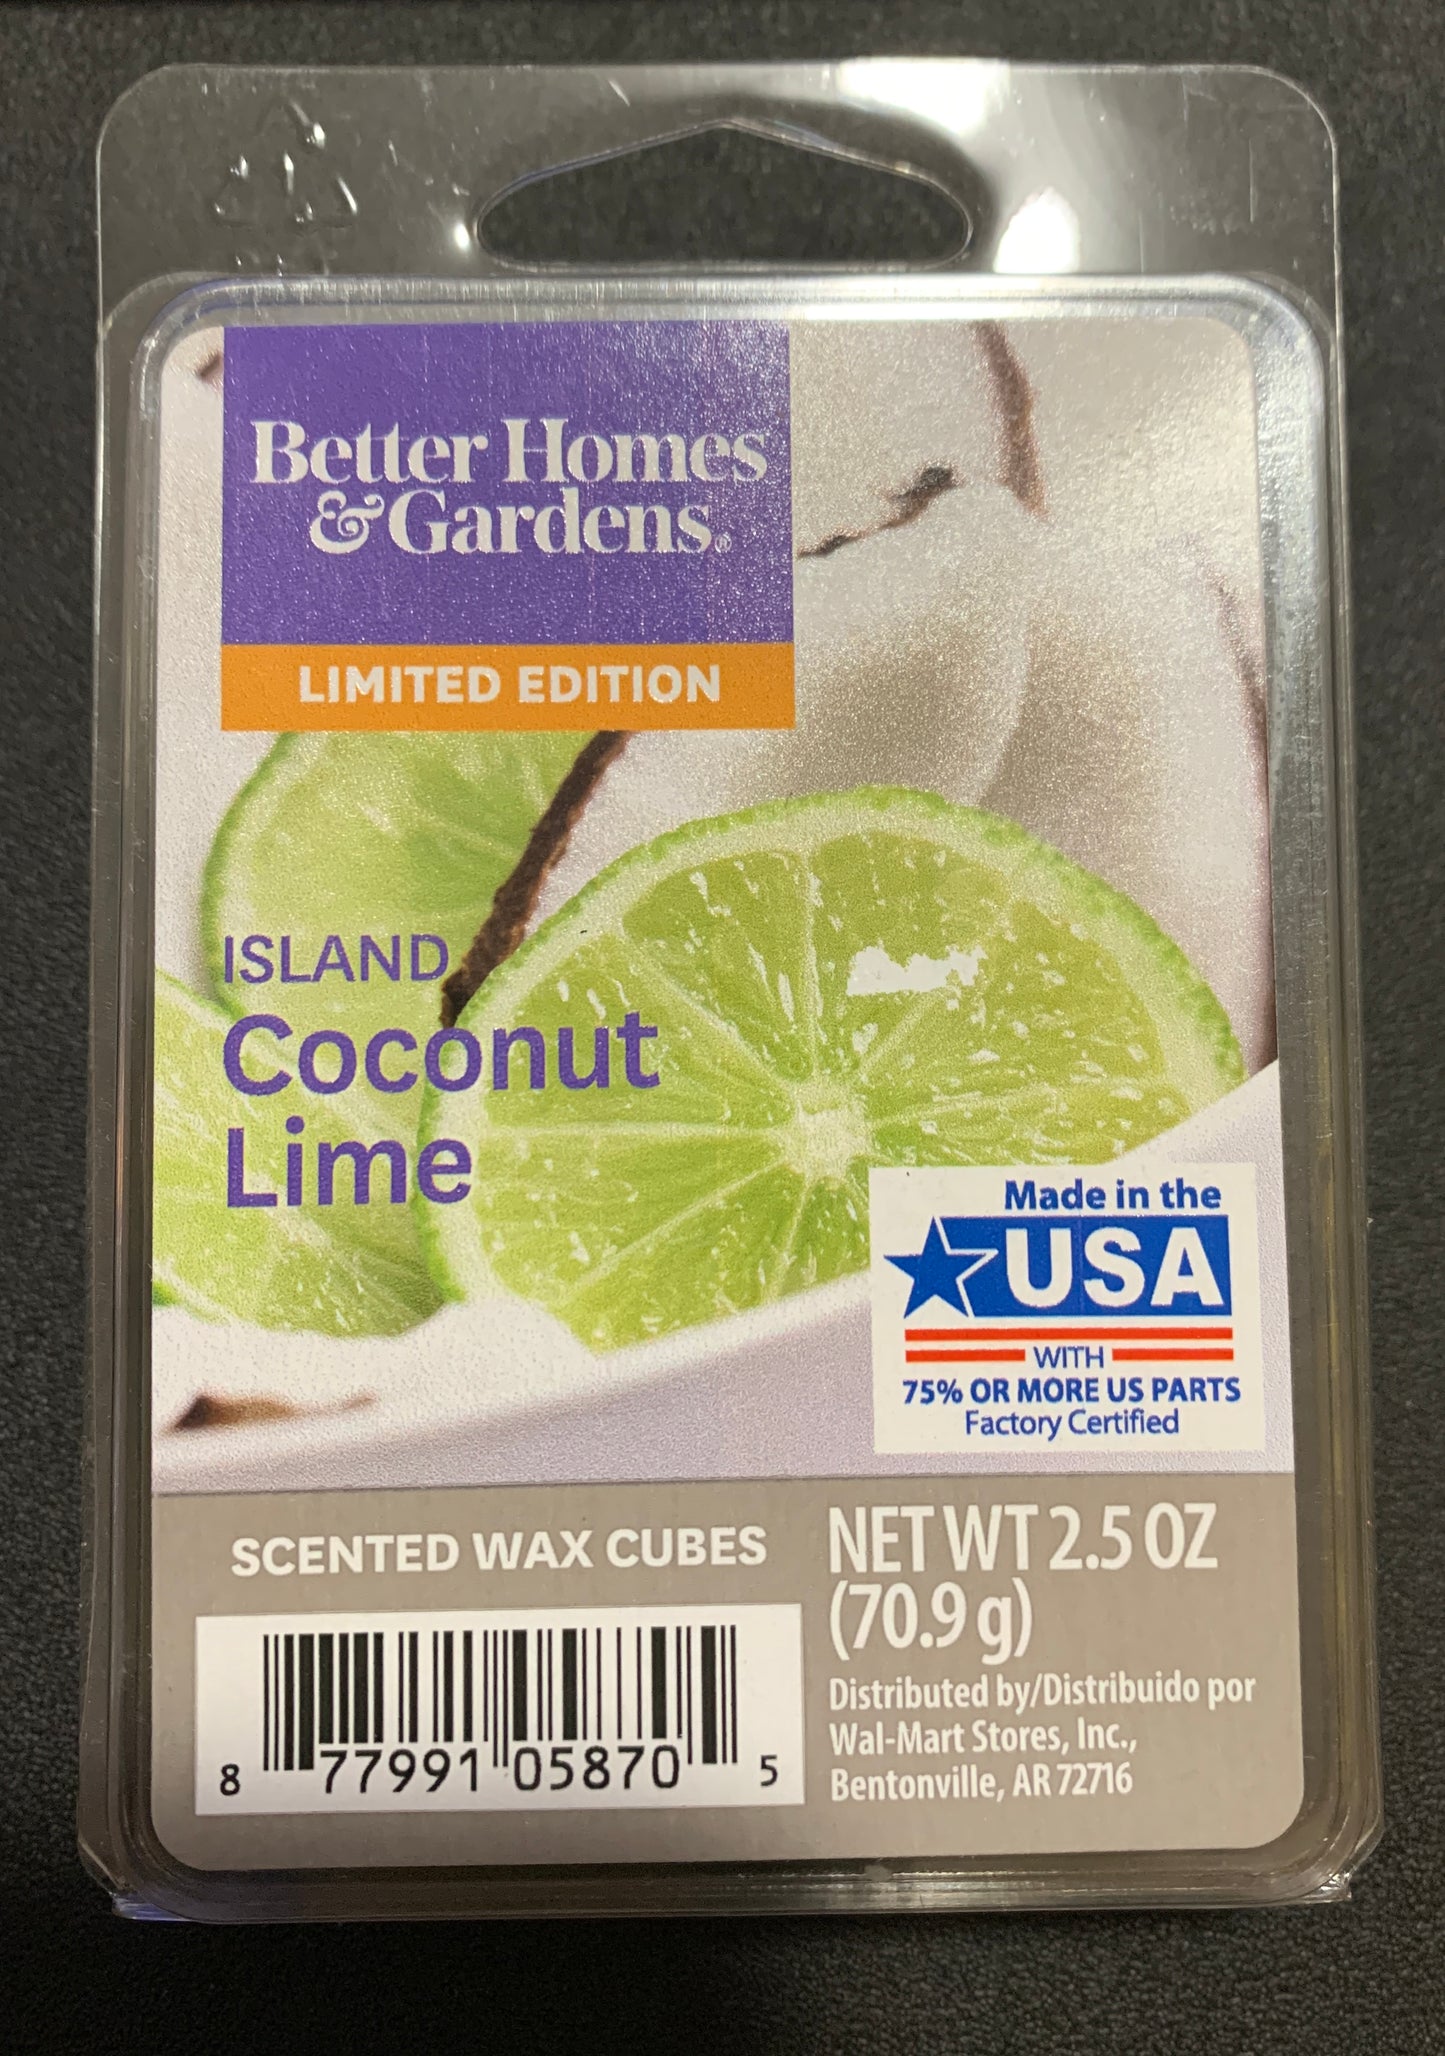 Better Homes
& Gardens®
LIMITED EDITION
ISLAND
Coconut
Lime
Made in the
USA
WITH
75% OR MORE US PARTS
Factory Certified
SCENTED WAX CUBES
NET WT 2.5 OZ
(70.9 g)
Distributed by/Distribuido por
Wal-Mart Stores, Inc.,
Bentonville, AR 72716
8 77991 05870 5